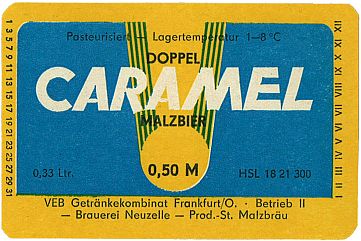 Pasteurisiert — Lagertemperatur 1–8 °C
DOPPEL
CARAMEL
MALZBIER
0,33 Ltr.
0,50 M
HSL 18 21 300
VEB Getränkekombinat Frankfurt/O. · Betrieb II
— Brauerei Neuzelle — Prod.-St. Malzbräu
1 3 5 7 9 11 13 15 17 19 21 23 25 27 29 31
I II III IV V VI VII VIII IX X XI XII